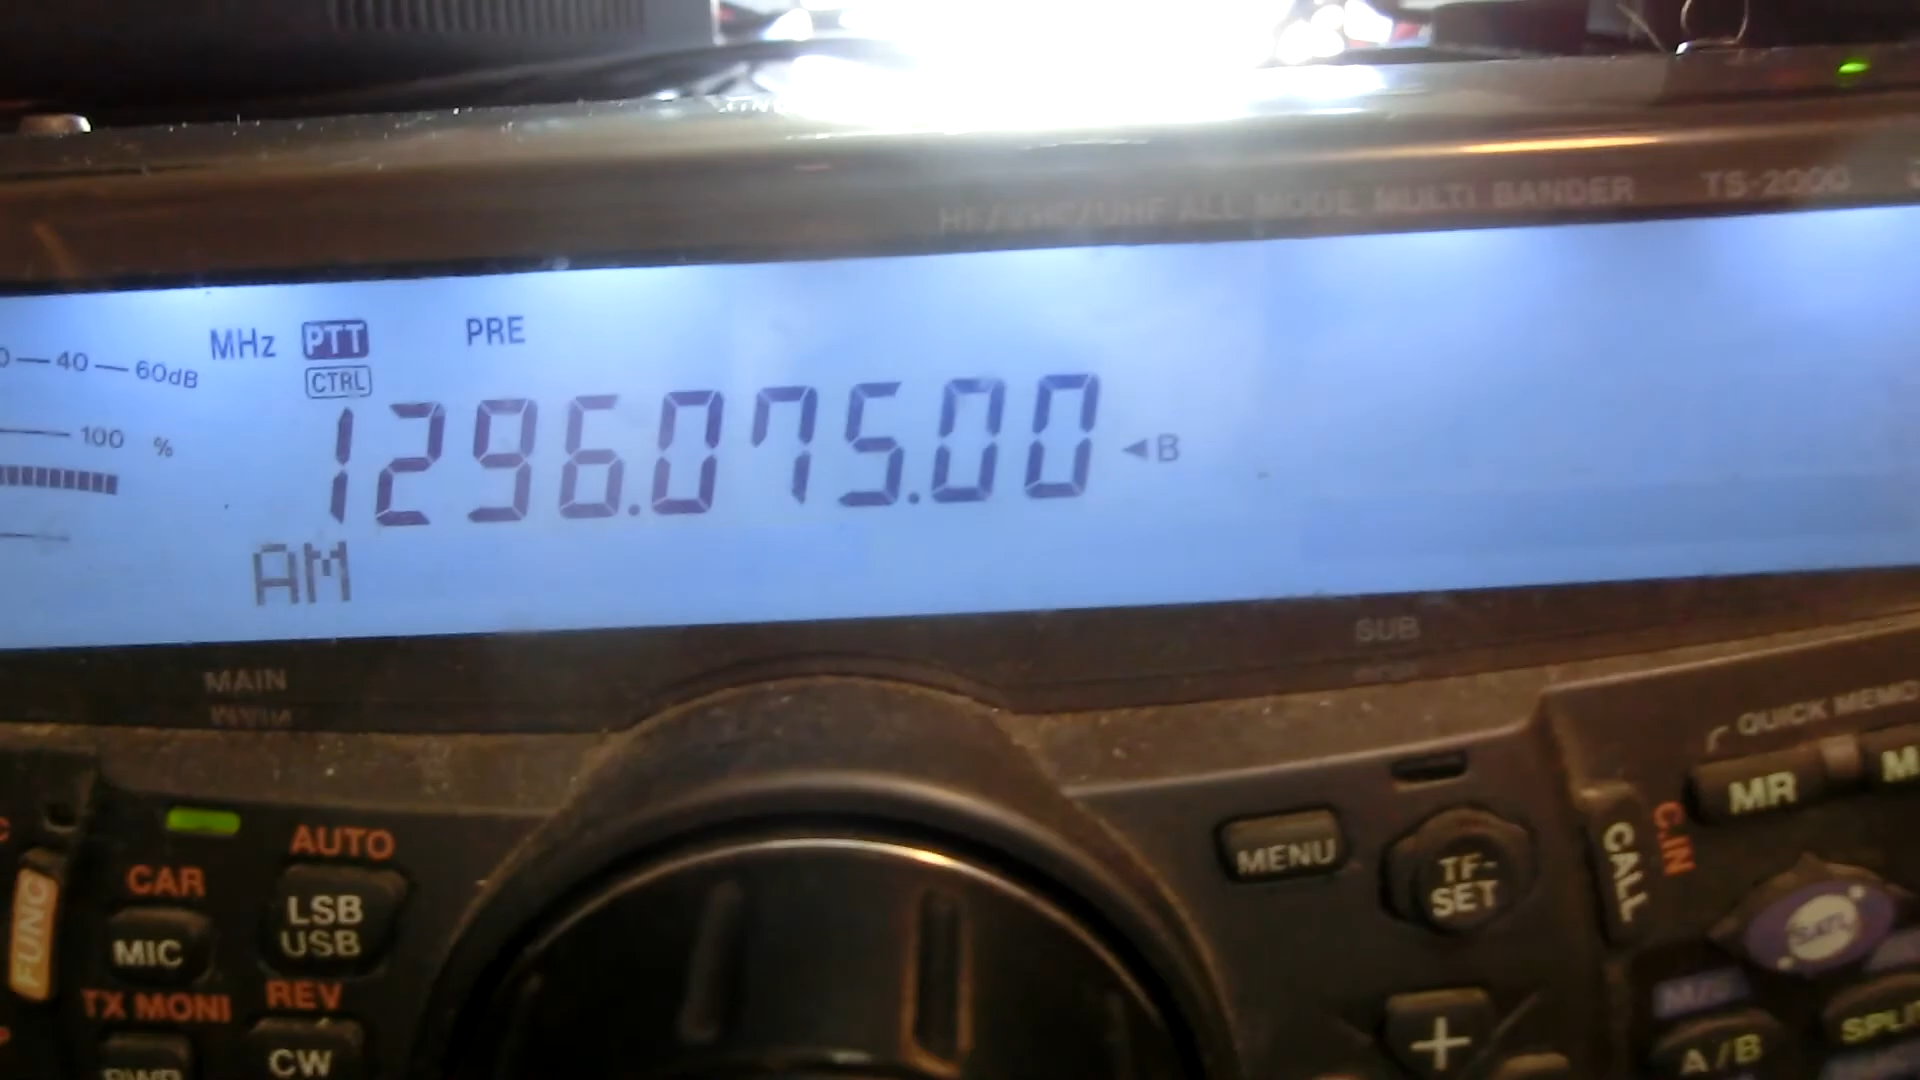 HF/VHF/UHF ALL MODE MULTI BANDER TS-2000
MHz PTT PRE
40 60dB
CTRL
1296.075.00 ◄B
100 %
AM
SUB
MAIN
QUICK
MR
AUTO
CAR
LSB
USB
MIC
FUNC
MENU
TF-
SET
CALL
C.IN
SATL
TX MONI REV
CW
+
A/B
SPLIT